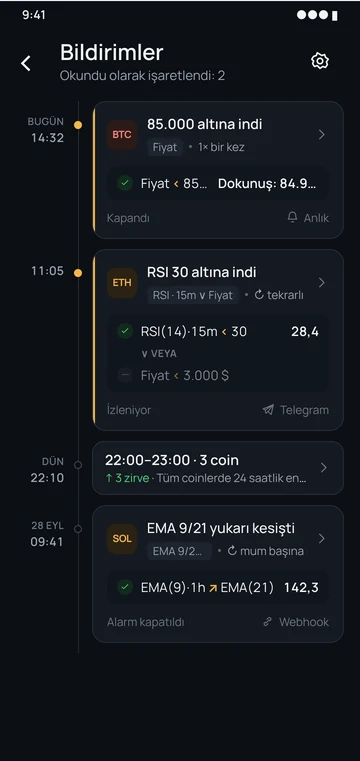 9:41
Bildirimler
Okundu olarak işaretlendi: 2
BUGÜN
14:32
BTC
85.000 altına indi
Fiyat • 1× bir kez
Fiyat < 85… Dokunuş: 84.9…
Kapandı
Anlık
11:05
ETH
RSI 30 altına indi
RSI · 15m ∨ Fiyat • tekrarlı
RSI(14)·15m < 30 28,4
∨ VEYA
Fiyat < 3.000 $
İzleniyor
Telegram
DÜN
22:10
22:00–23:00 · 3 coin
↑ 3 zirve · Tüm coinlerde 24 saatlik en…
28 EYL
09:41
SOL
EMA 9/21 yukarı kesişti
EMA 9/2… • mum başına
EMA(9)·1h ↗ EMA(21) 142,3
Alarm kapatıldı
Webhook